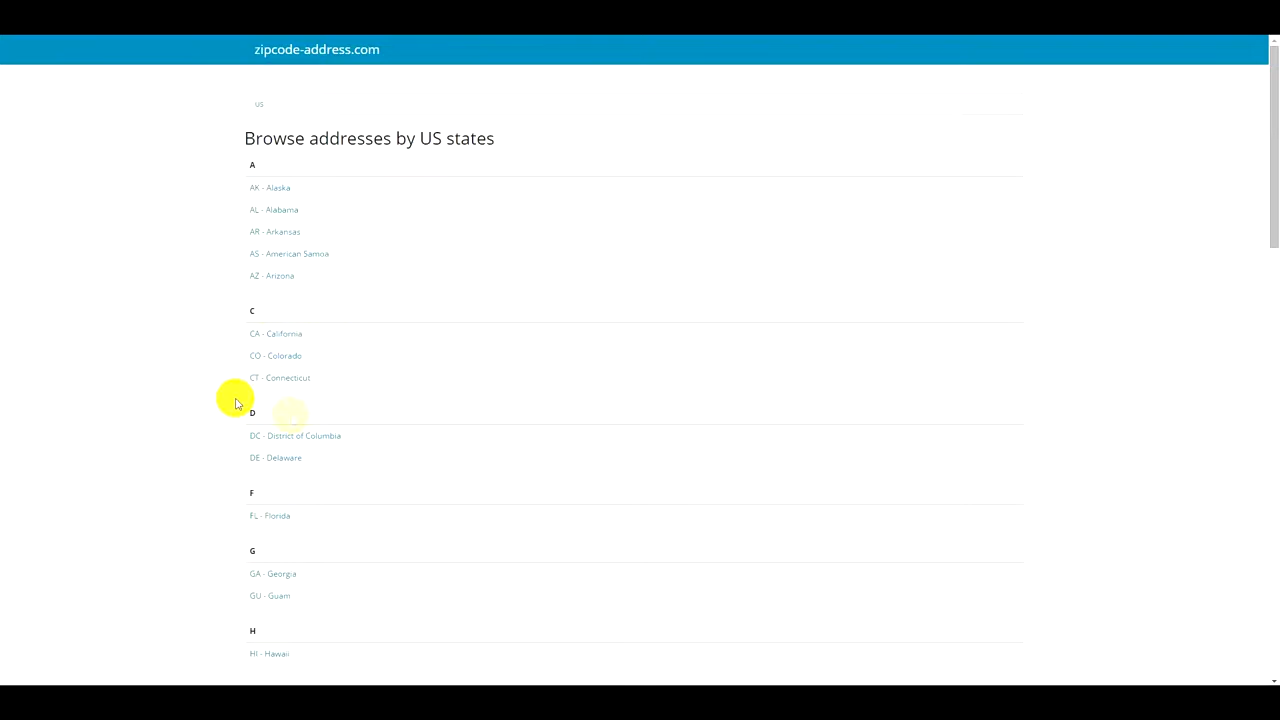 zipcode-address.com
US
Browse addresses by US states
A
AK - Alaska
AL - Alabama
AR - Arkansas
AS - American Samoa
AZ - Arizona
C
CA - California
CO - Colorado
CT - Connecticut
D
DC - District of Columbia
DE - Delaware
F
FL - Florida
G
GA - Georgia
GU - Guam
H
HI - Hawaii